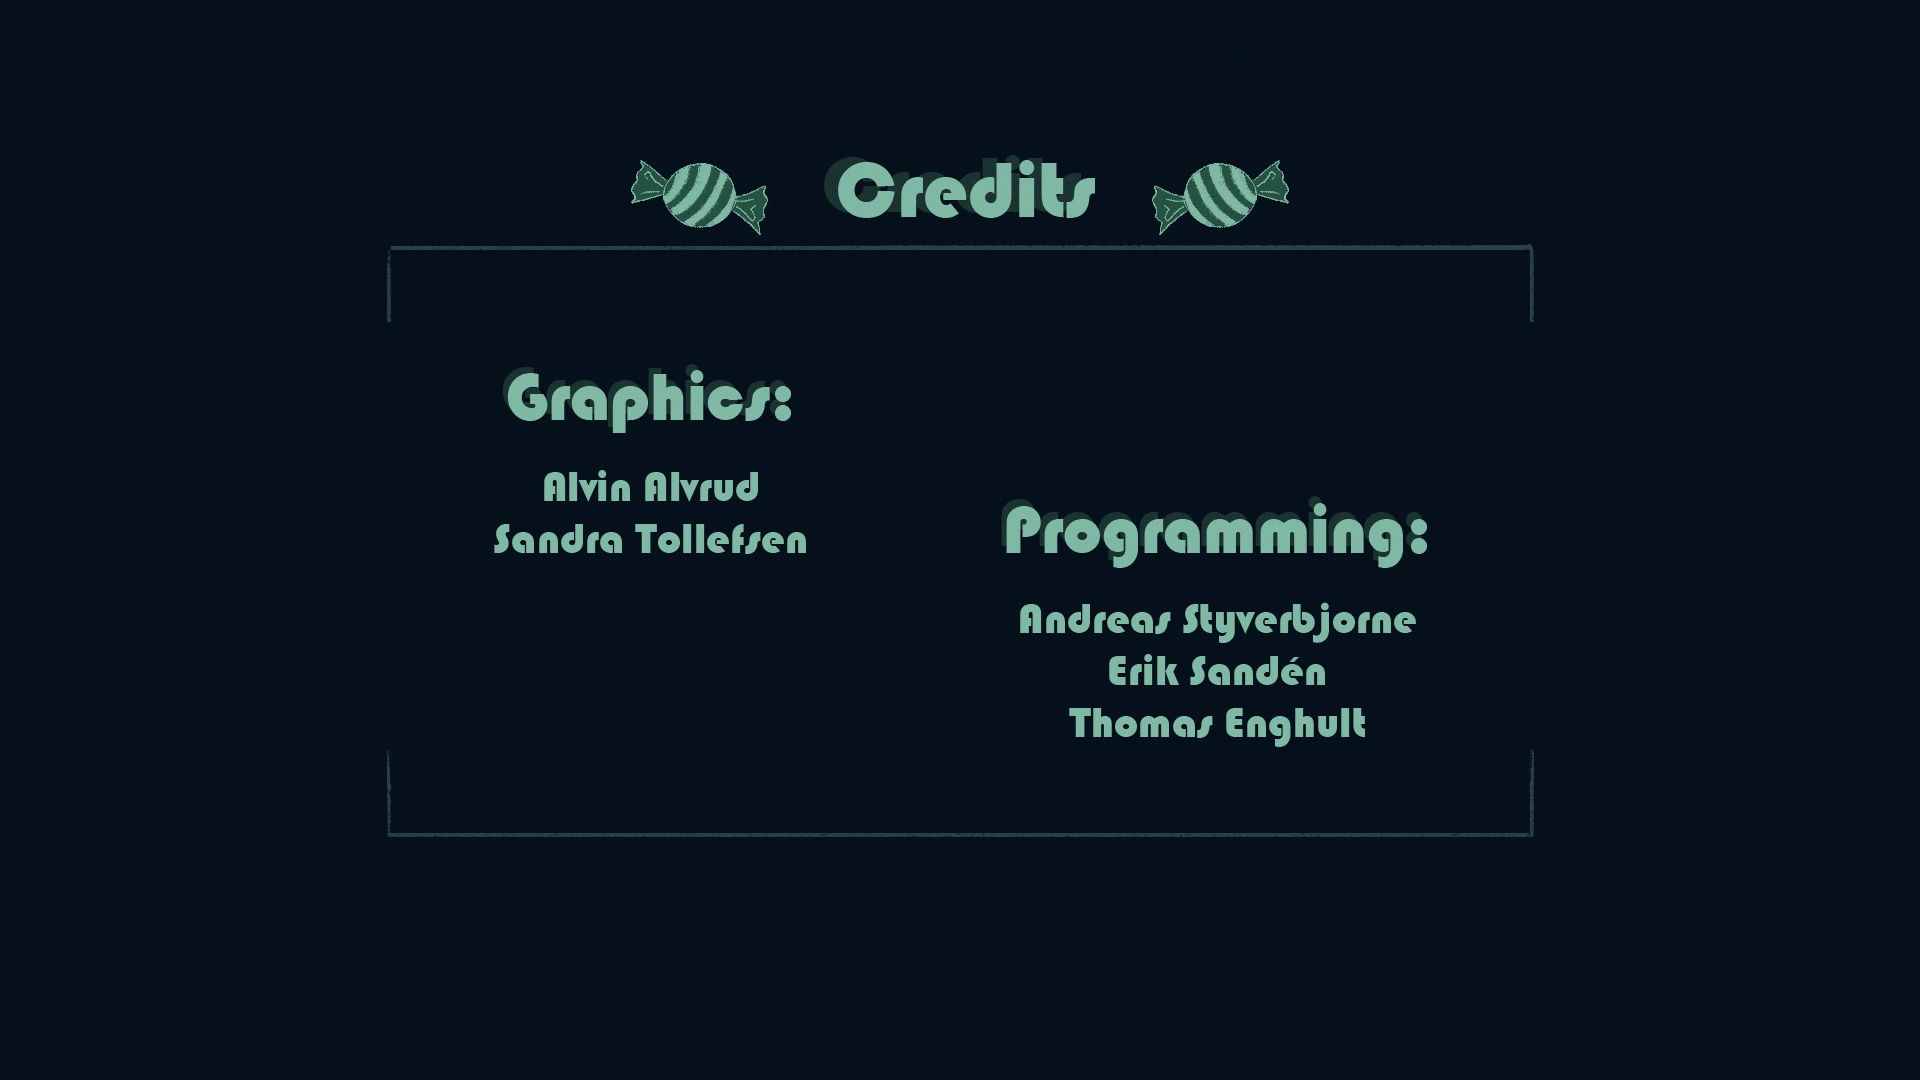 Credits
Graphics:
Alvin Alvrud
Sandra Tollefsen
Programming:
Andreas Styverbjorne
Erik Sandén
Thomas Enghult